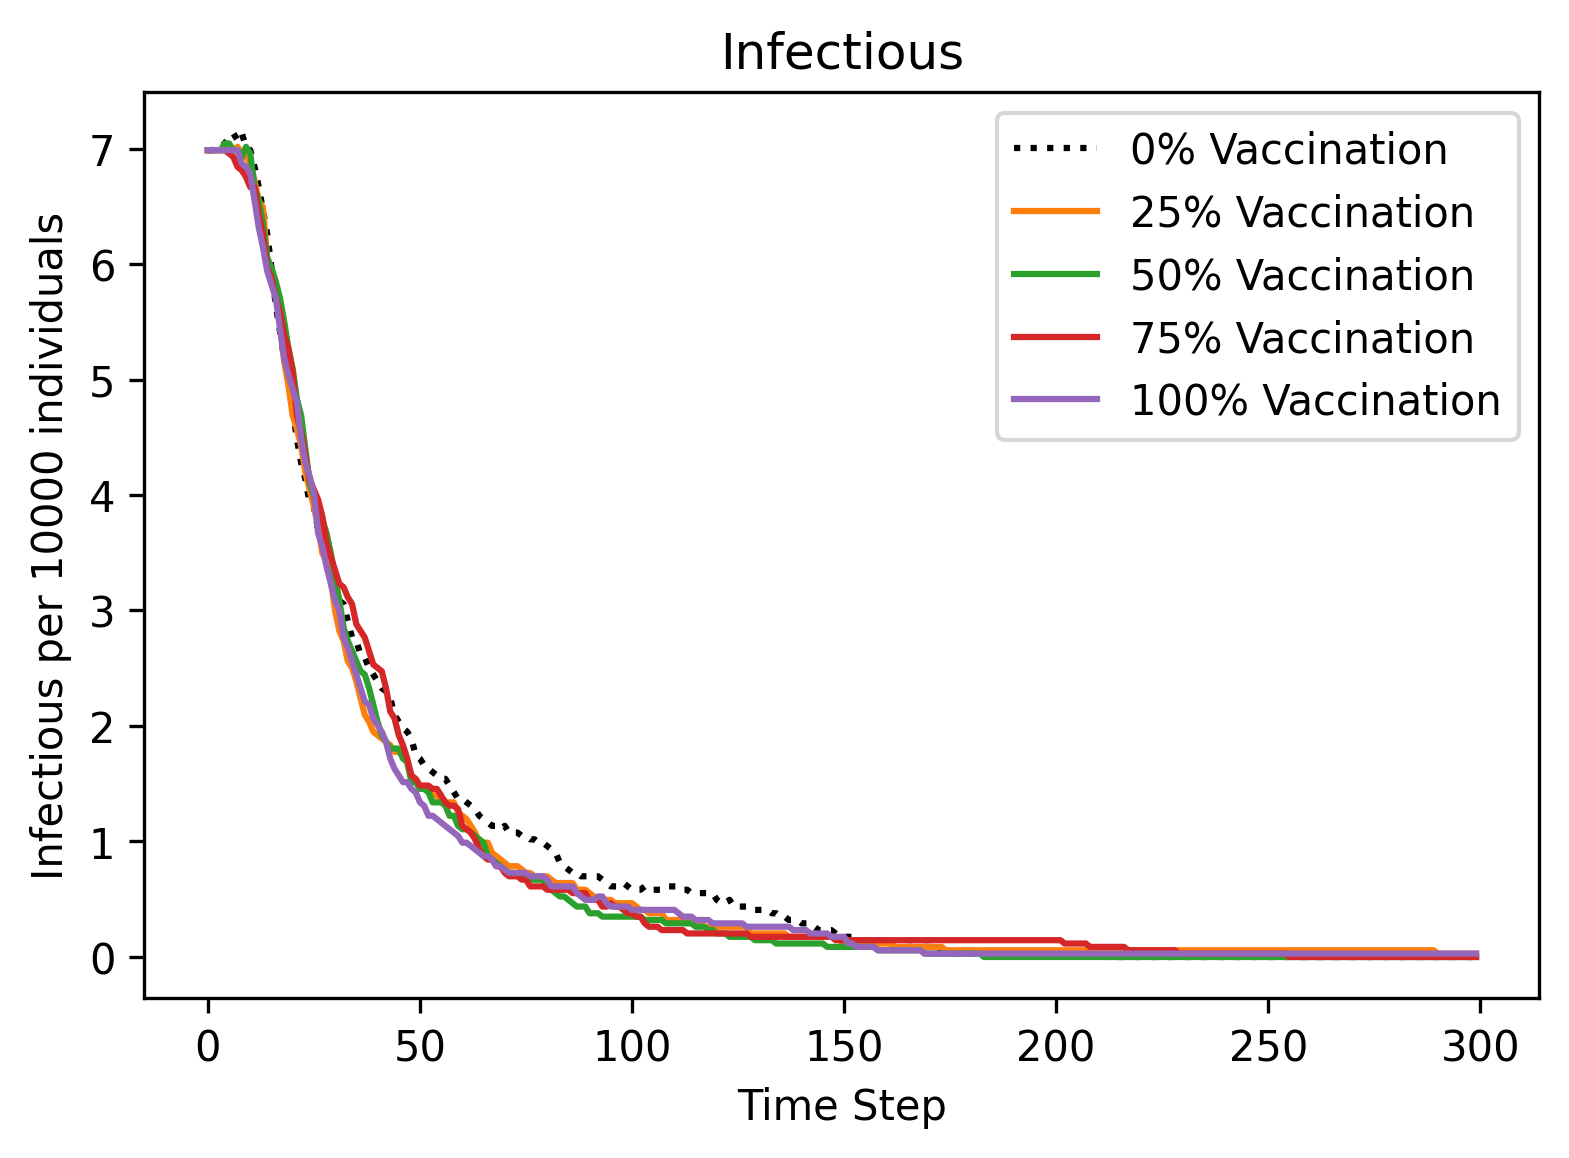 Infectious
7
6
5
4
3
2
1
0
Infectious per 10000 individuals
0% Vaccination
25% Vaccination
50% Vaccination
75% Vaccination
100% Vaccination
0 50 100 150 200 250 300
Time Step